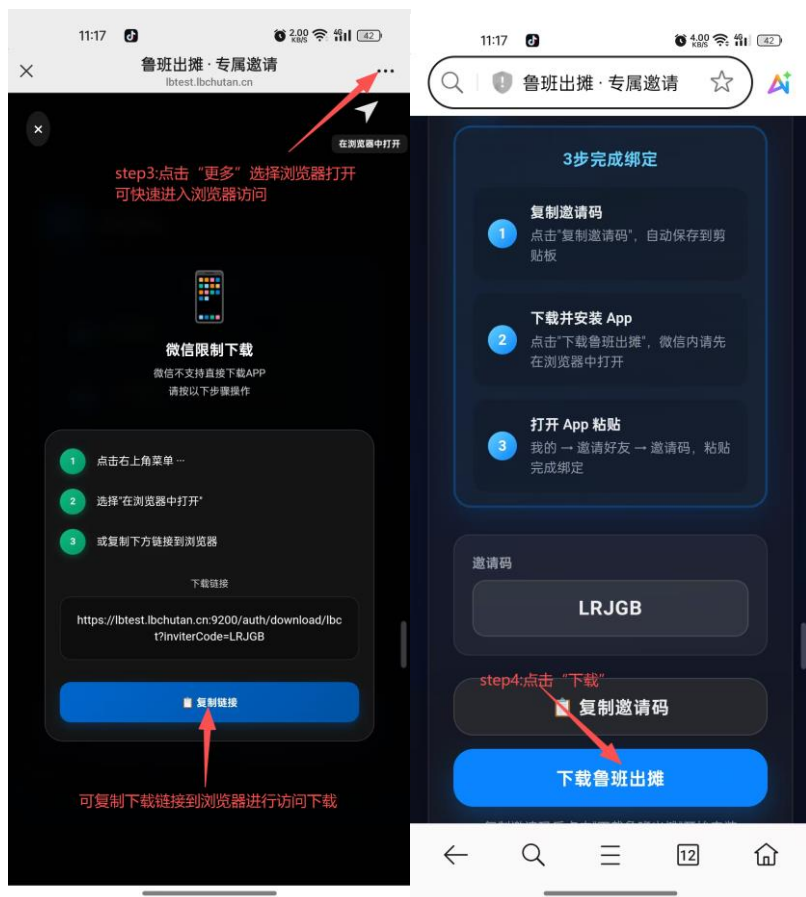 11:17
2.00 KB/S
42
鲁班出摊 · 专属邀请
lbtest.lbchutan.cn
在浏览器中打开
step3:点击“更多”选择浏览器打开
可快速进入浏览器访问
微信限制下载
微信不支持直接下载APP
请按以下步骤操作
1 点击右上角菜单 ···
2 选择"在浏览器中打开"
3 或复制下方链接到浏览器
下载链接
https://lbtest.lbchutan.cn:9200/auth/download/lbc
t?inviterCode=LRJGB
复制链接
可复制下载链接到浏览器进行访问下载
11:17
4.00 KB/S
42
鲁班出摊 · 专属邀请
3步完成绑定
1
复制邀请码
点击"复制邀请码"，自动保存到剪
贴板
2
下载并安装 App
点击"下载鲁班出摊"，微信内请先
在浏览器中打开
3
打开 App 粘贴
我的 → 邀请好友 → 邀请码，粘贴
完成绑定
邀请码
LRJGB
step4:点击“下载”
复制邀请码
下载鲁班出摊
12